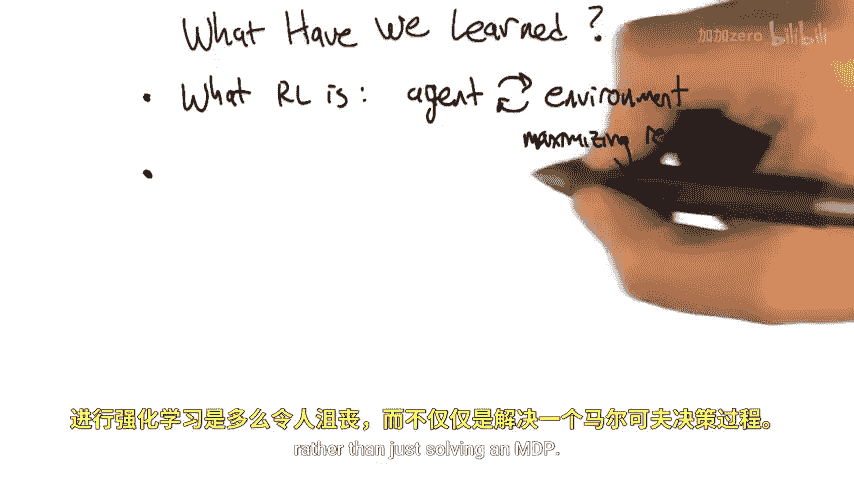 What Have We Learned ?
加加zero bilibili
• What RL is : agent environment
maximizing re
•
进行强化学习是多么令人沮丧，而不仅仅是解决一个马尔可夫决策过程。
rather than just solving an MDP.